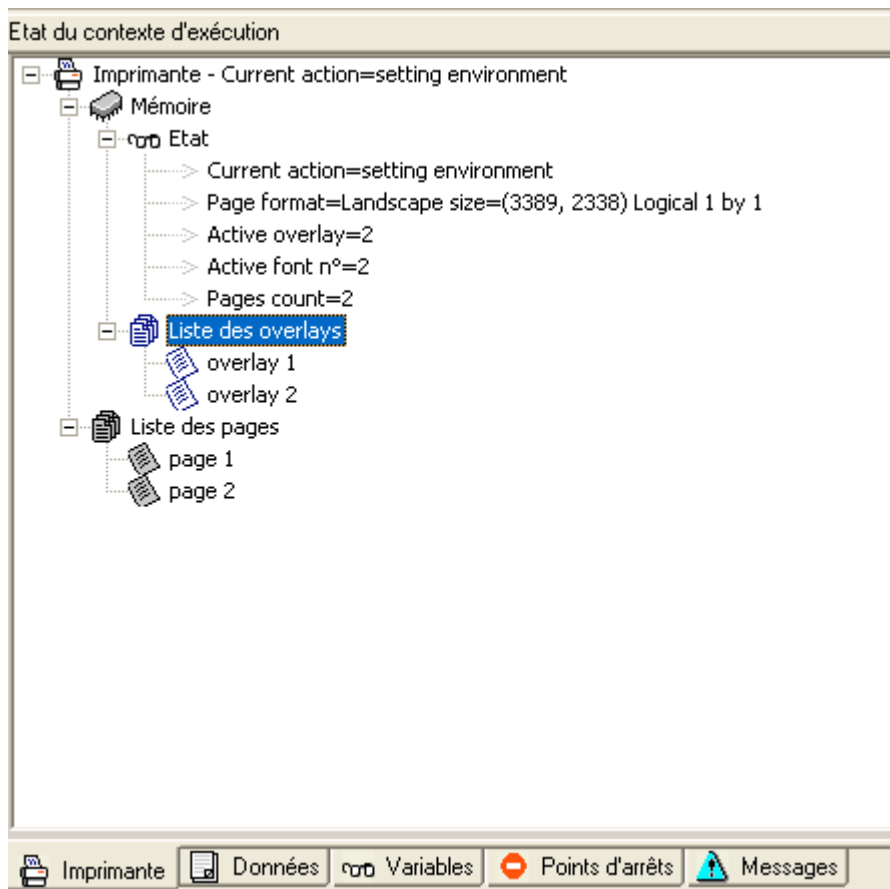 Etat du contexte d'exécution
Imprimante - Current action=setting environment
Mémoire
Etat
Current action=setting environment
Page format=Landscape size=(3389, 2338) Logical 1 by 1
Active overlay=2
Active font n°=2
Pages count=2
Liste des overlays
overlay 1
overlay 2
Liste des pages
page 1
page 2
Imprimante Données Variables Points d'arrêts Messages